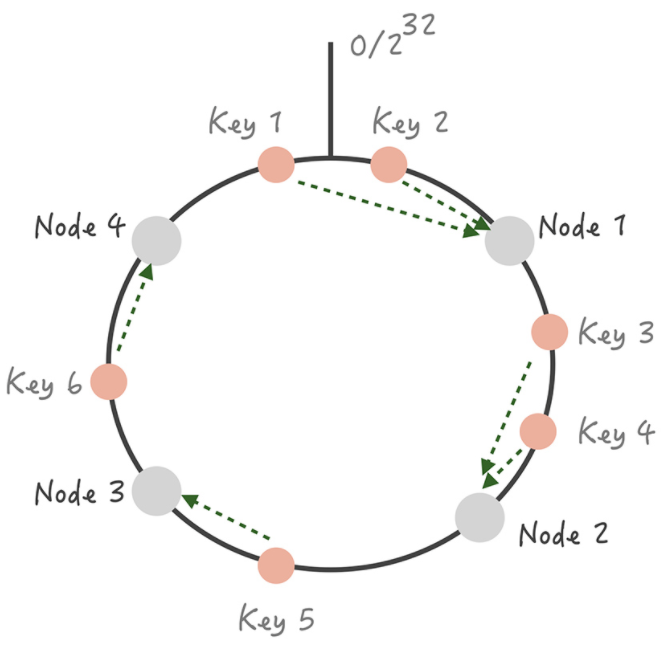 0/2^32
Key 1
Key 2
Node 4
Node 1
Key 3
Key 6
Key 4
Node 3
Node 2
Key 5